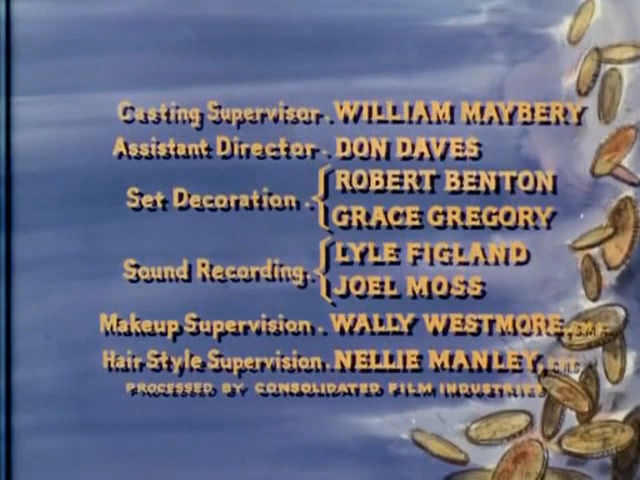 Casting Supervisor. WILLIAM MAYBERY
Assistant Director. DON DAVES
Set Decoration. { ROBERT BENTON
GRACE GREGORY
Sound Recording. { LYLE FIGLAND
JOEL MOSS
Makeup Supervision. WALLY WESTMORE,
Hair Style Supervision. NELLIE MANLEY, C.H.S.
PROCESSED BY CONSOLIDATED FILM INDUSTRIES